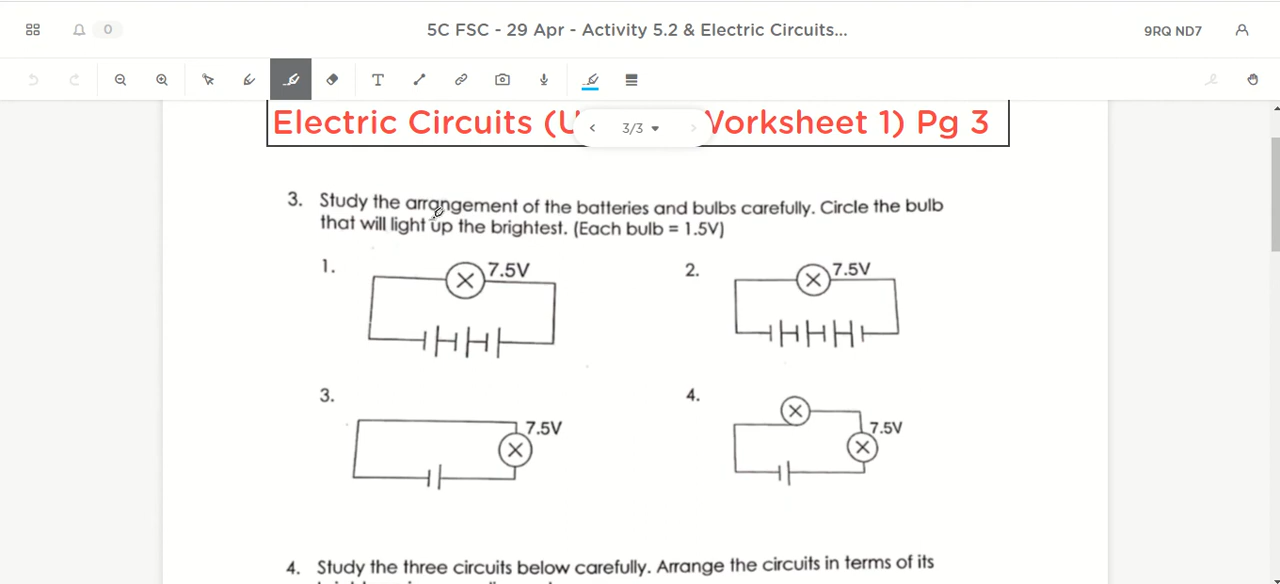 0
5C FSC - 29 Apr - Activity 5.2 & Electric Circuits...
9RQ ND7
T
Electric Circuits (U
3/3
Worksheet 1) Pg 3
3. Study the arrangement of the batteries and bulbs carefully. Circle the bulb
that will light up the brightest. (Each bulb = 1.5V)
1.
7.5V
2.
7.5V
3.
7.5V
4.
7.5V
4. Study the three circuits below carefully. Arrange the circuits in terms of its